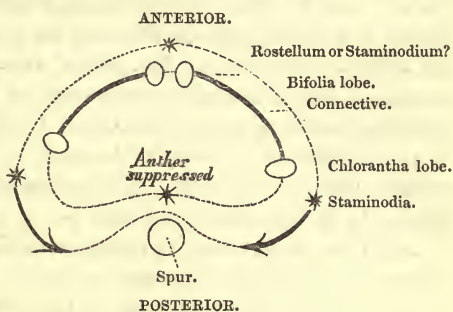 ANTERIOR.
Rostellum or Staminodium?
Bifolia lobe.
Connective.
Anther
suppressed
Chlorantha lobe.
Staminodia.
Spur.
POSTERIOR.